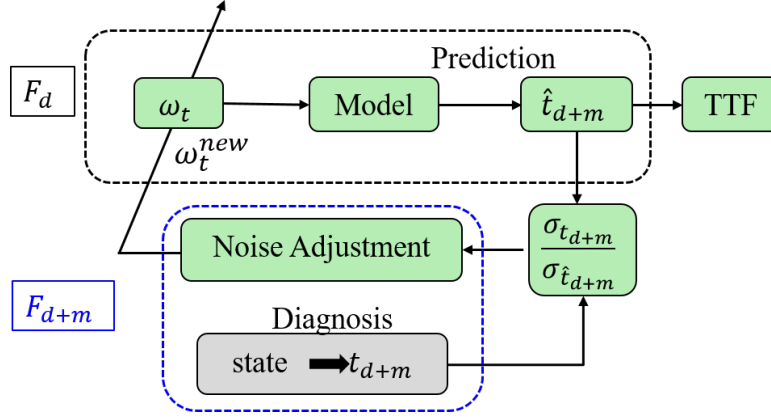 Prediction
F_d
ω_t
Model
t̂_{d+m}
TTF
ω_t^{new}
Noise Adjustment
σ_{t_{d+m}}
σ_{t̂_{d+m}}
F_{d+m}
Diagnosis
state ➡ t_{d+m}